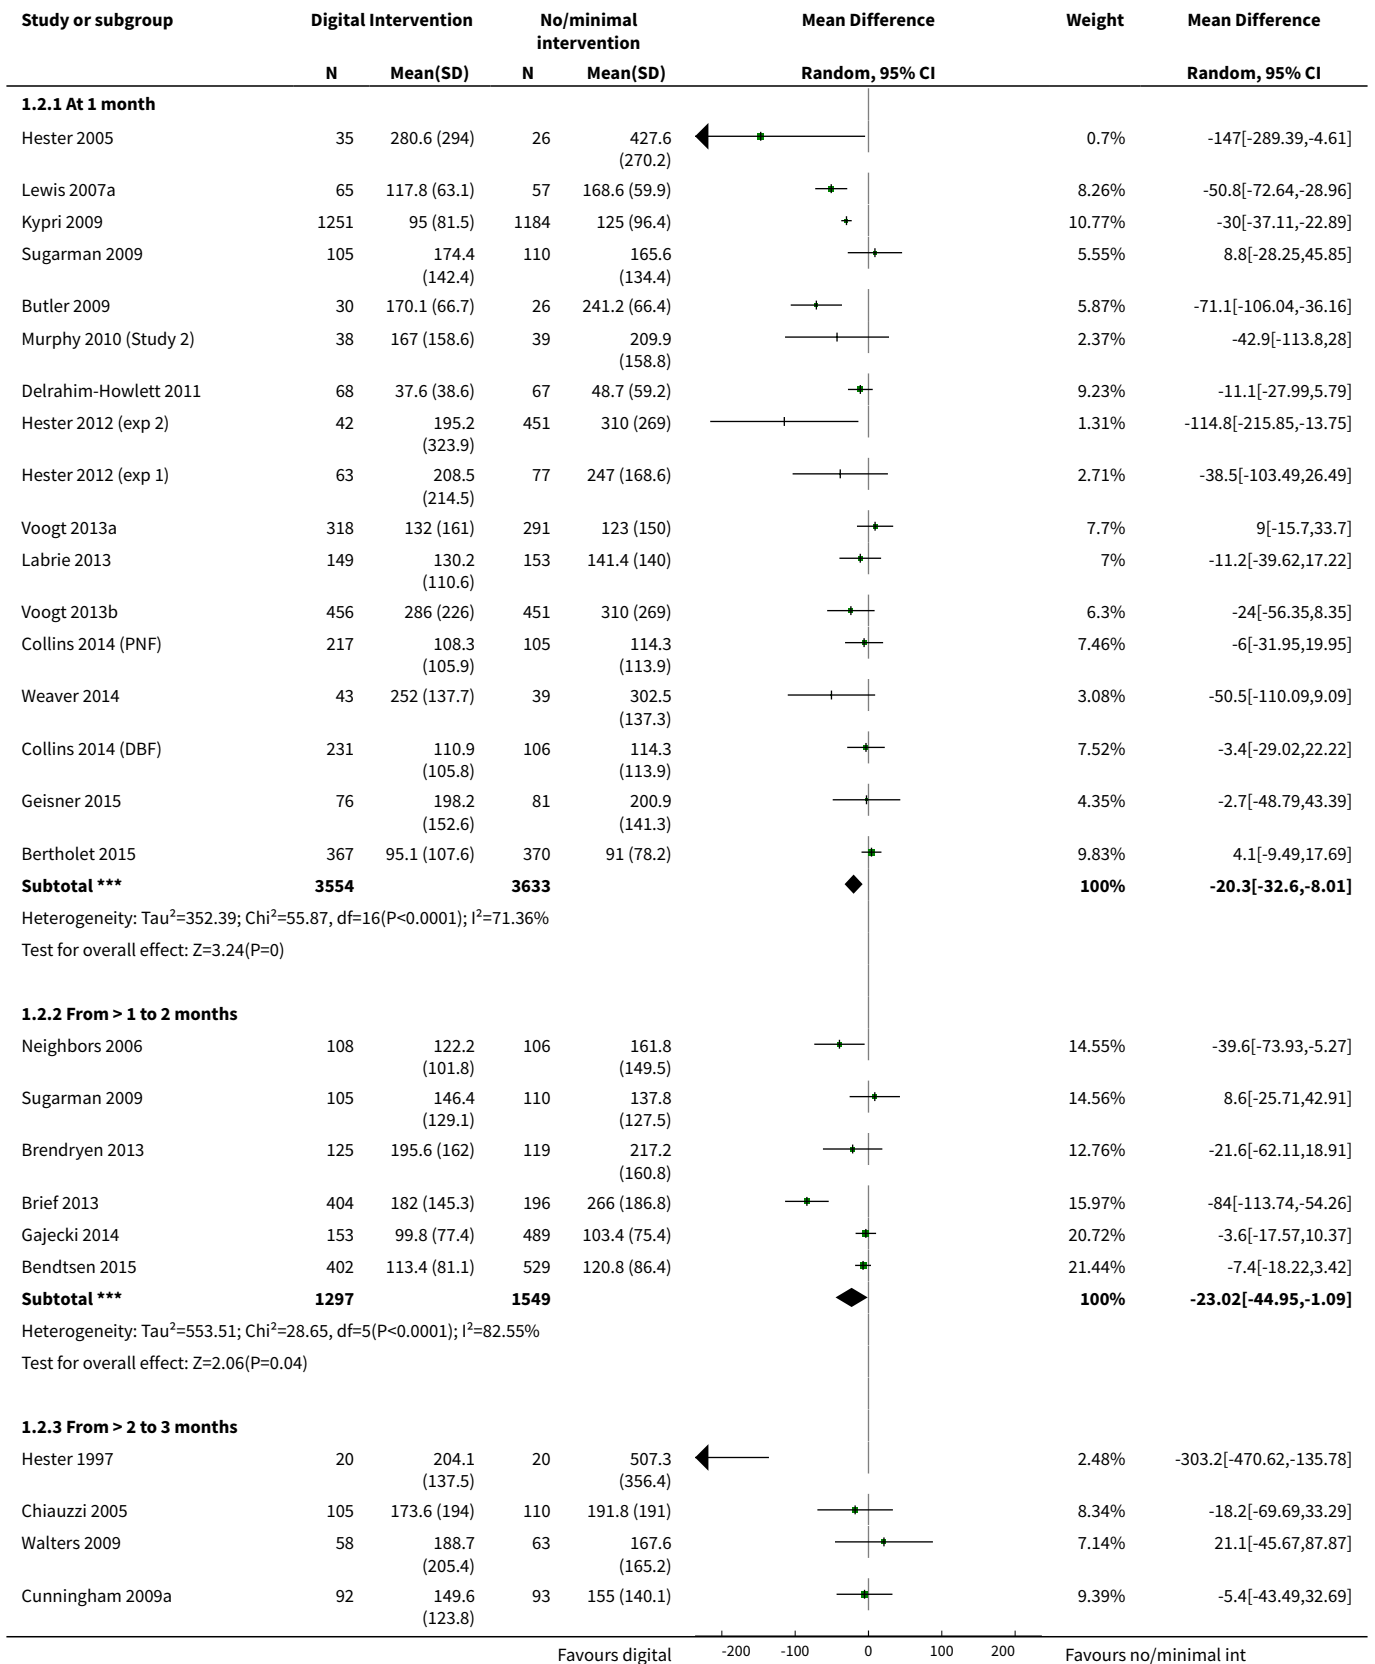 Study or subgroup Digital Intervention No/minimal intervention Mean Difference Weight Mean Difference
N Mean(SD) N Mean(SD) Random, 95% CI Random, 95% CI
1.2.1 At 1 month
Hester 2005 35 280.6 (294) 26 427.6 (270.2) 0.7% -147[-289.39,-4.61]
Lewis 2007a 65 117.8 (63.1) 57 168.6 (59.9) 8.26% -50.8[-72.64,-28.96]
Kypri 2009 1251 95 (81.5) 1184 125 (96.4) 10.77% -30[-37.11,-22.89]
Sugarman 2009 105 174.4 (142.4) 110 165.6 (134.4) 5.55% 8.8[-28.25,45.85]
Butler 2009 30 170.1 (66.7) 26 241.2 (66.4) 5.87% -71.1[-106.04,-36.16]
Murphy 2010 (Study 2) 38 167 (158.6) 39 209.9 (158.8) 2.37% -42.9[-113.8,28]
Delrahim-Howlett 2011 68 37.6 (38.6) 67 48.7 (59.2) 9.23% -11.1[-27.99,5.79]
Hester 2012 (exp 2) 42 195.2 (323.9) 451 310 (269) 1.31% -114.8[-215.85,-13.75]
Hester 2012 (exp 1) 63 208.5 (214.5) 77 247 (168.6) 2.71% -38.5[-103.49,26.49]
Voogt 2013a 318 132 (161) 291 123 (150) 7.7% 9[-15.7,33.7]
Labrie 2013 149 130.2 (110.6) 153 141.4 (140) 7% -11.2[-39.62,17.22]
Voogt 2013b 456 286 (226) 451 310 (269) 6.3% -24[-56.35,8.35]
Collins 2014 (PNF) 217 108.3 (105.9) 105 114.3 (113.9) 7.46% -6[-31.95,19.95]
Weaver 2014 43 252 (137.7) 39 302.5 (137.3) 3.08% -50.5[-110.09,9.09]
Collins 2014 (DBF) 231 110.9 (105.8) 106 114.3 (113.9) 7.52% -3.4[-29.02,22.22]
Geisner 2015 76 198.2 (152.6) 81 200.9 (141.3) 4.35% -2.7[-48.79,43.39]
Bertholet 2015 367 95.1 (107.6) 370 91 (78.2) 9.83% 4.1[-9.49,17.69]
Subtotal *** 3554 3633 100% -20.3[-32.6,-8.01]
Heterogeneity: Tau²=352.39; Chi²=55.87, df=16(P<0.0001); I²=71.36%
Test for overall effect: Z=3.24(P=0)
1.2.2 From > 1 to 2 months
Neighbors 2006 108 122.2 (101.8) 106 161.8 (149.5) 14.55% -39.6[-73.93,-5.27]
Sugarman 2009 105 146.4 (129.1) 110 137.8 (127.5) 14.56% 8.6[-25.71,42.91]
Brendryen 2013 125 195.6 (162) 119 217.2 (160.8) 12.76% -21.6[-62.11,18.91]
Brief 2013 404 182 (145.3) 196 266 (186.8) 15.97% -84[-113.74,-54.26]
Gajecki 2014 153 99.8 (77.4) 489 103.4 (75.4) 20.72% -3.6[-17.57,10.37]
Bendtsen 2015 402 113.4 (81.1) 529 120.8 (86.4) 21.44% -7.4[-18.22,3.42]
Subtotal *** 1297 1549 100% -23.02[-44.95,-1.09]
Heterogeneity: Tau²=553.51; Chi²=28.65, df=5(P<0.0001); I²=82.55%
Test for overall effect: Z=2.06(P=0.04)
1.2.3 From > 2 to 3 months
Hester 1997 20 204.1 (137.5) 20 507.3 (356.4) 2.48% -303.2[-470.62,-135.78]
Chiauzzi 2005 105 173.6 (194) 110 191.8 (191) 8.34% -18.2[-69.69,33.29]
Walters 2009 58 188.7 (205.4) 63 167.6 (165.2) 7.14% 21.1[-45.67,87.87]
Cunningham 2009a 92 149.6 (123.8) 93 155 (140.1) 9.39% -5.4[-43.49,32.69]
Favours digital -200 -100 0 100 200 Favours no/minimal int